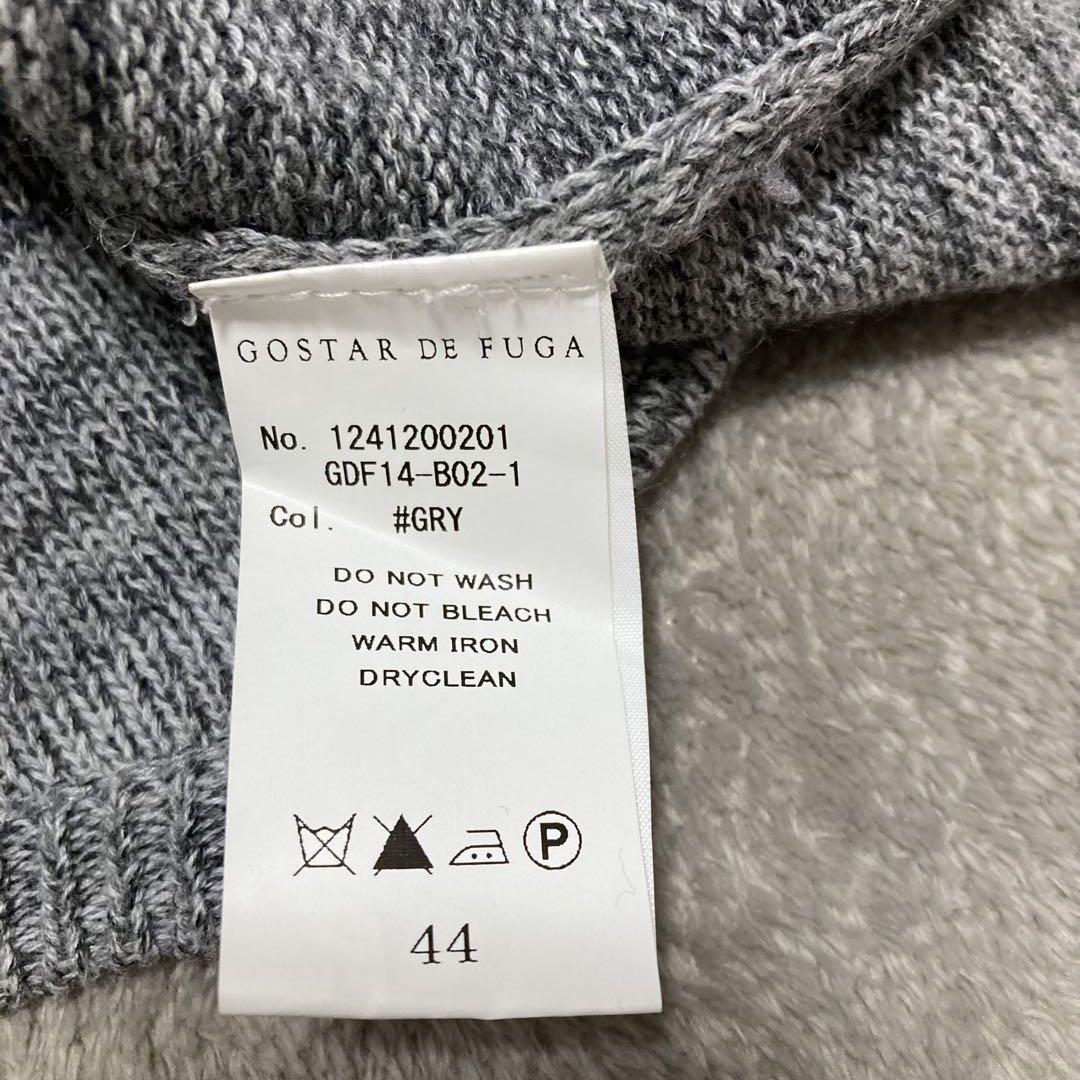 GOSTAR DE FUGA
No. 1241200201
GDF14-B02-1
Col. #GRY
DO NOT WASH
DO NOT BLEACH
WARM IRON
DRYCLEAN
P
44